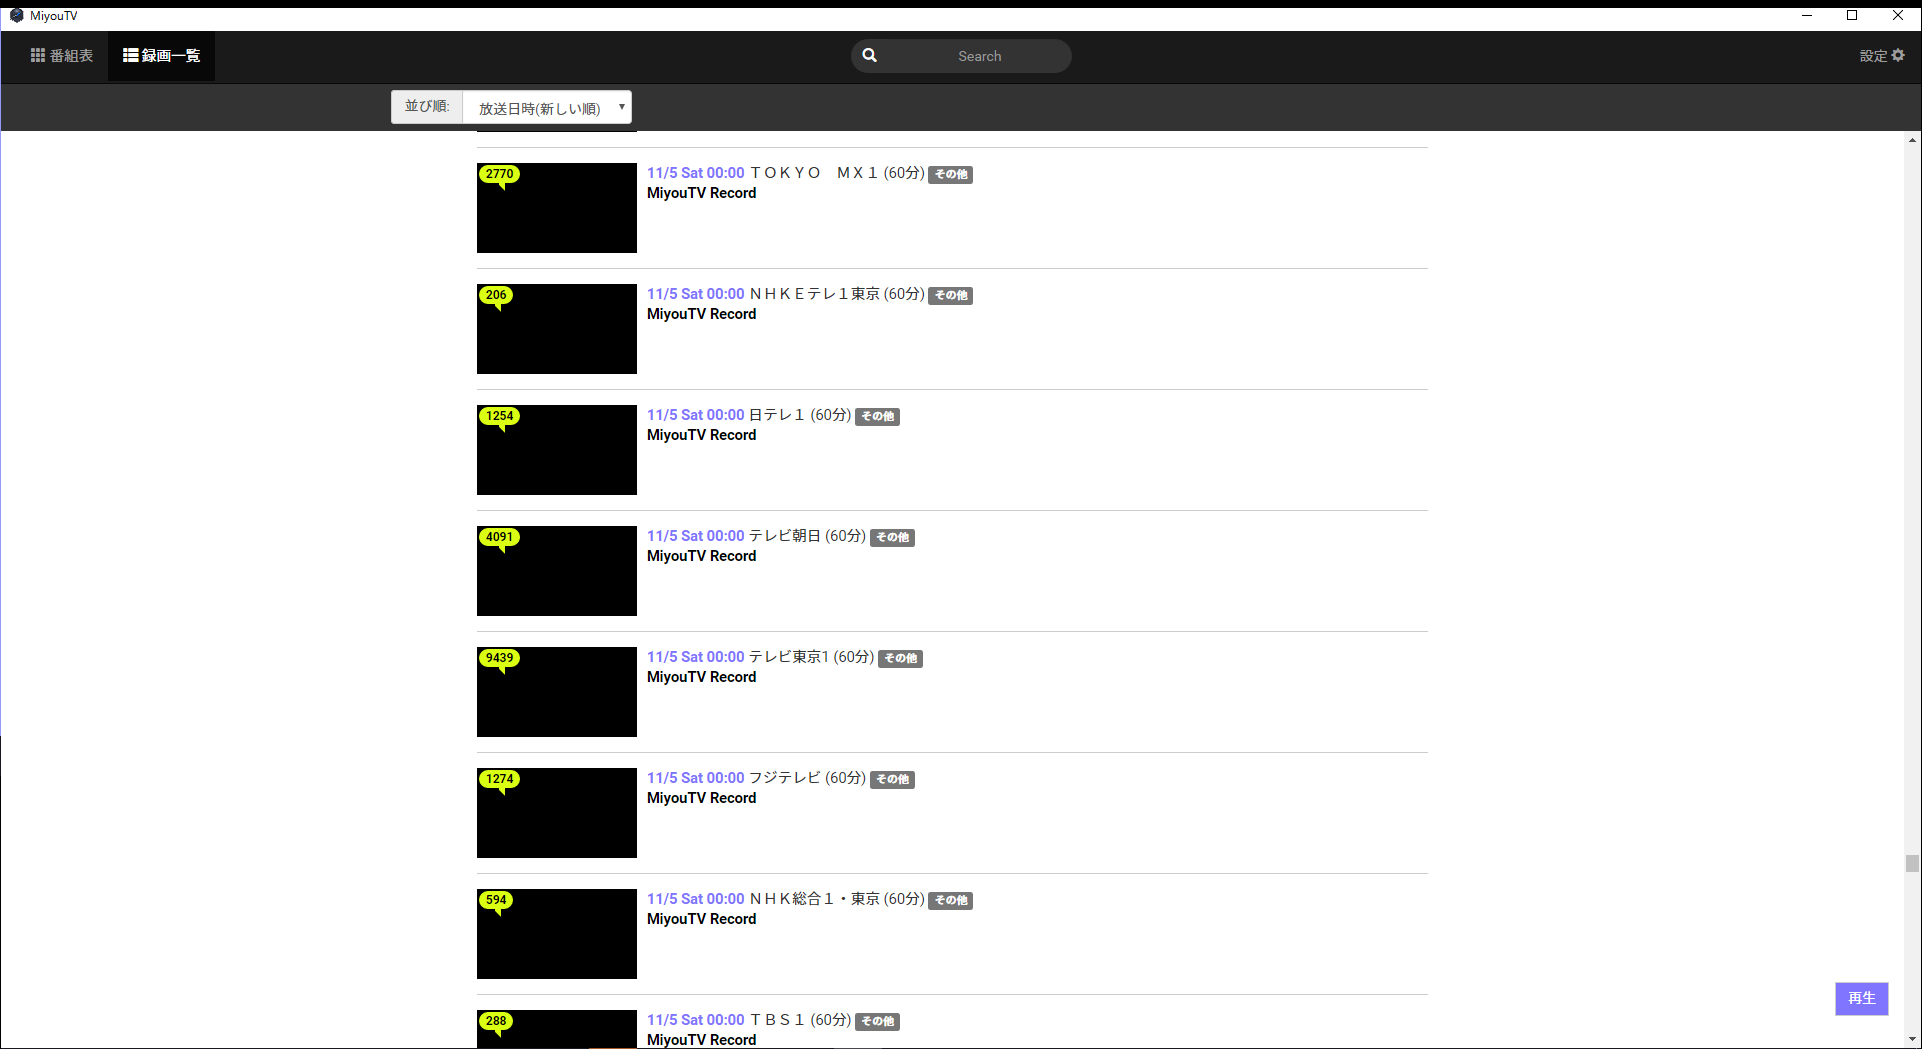 MiyouTV
番組表 録画一覧 Search 設定
並び順: 放送日時(新しい順)
2770 11/5 Sat 00:00 ＴＯＫＹＯ　ＭＸ１ (60分) その他
MiyouTV Record
206 11/5 Sat 00:00 ＮＨＫＥテレ１東京 (60分) その他
MiyouTV Record
1254 11/5 Sat 00:00 日テレ１ (60分) その他
MiyouTV Record
4091 11/5 Sat 00:00 テレビ朝日 (60分) その他
MiyouTV Record
9439 11/5 Sat 00:00 テレビ東京1 (60分) その他
MiyouTV Record
1274 11/5 Sat 00:00 フジテレビ (60分) その他
MiyouTV Record
594 11/5 Sat 00:00 ＮＨＫ総合１・東京 (60分) その他
MiyouTV Record
再生
288 11/5 Sat 00:00 ＴＢＳ１ (60分) その他
MiyouTV Record